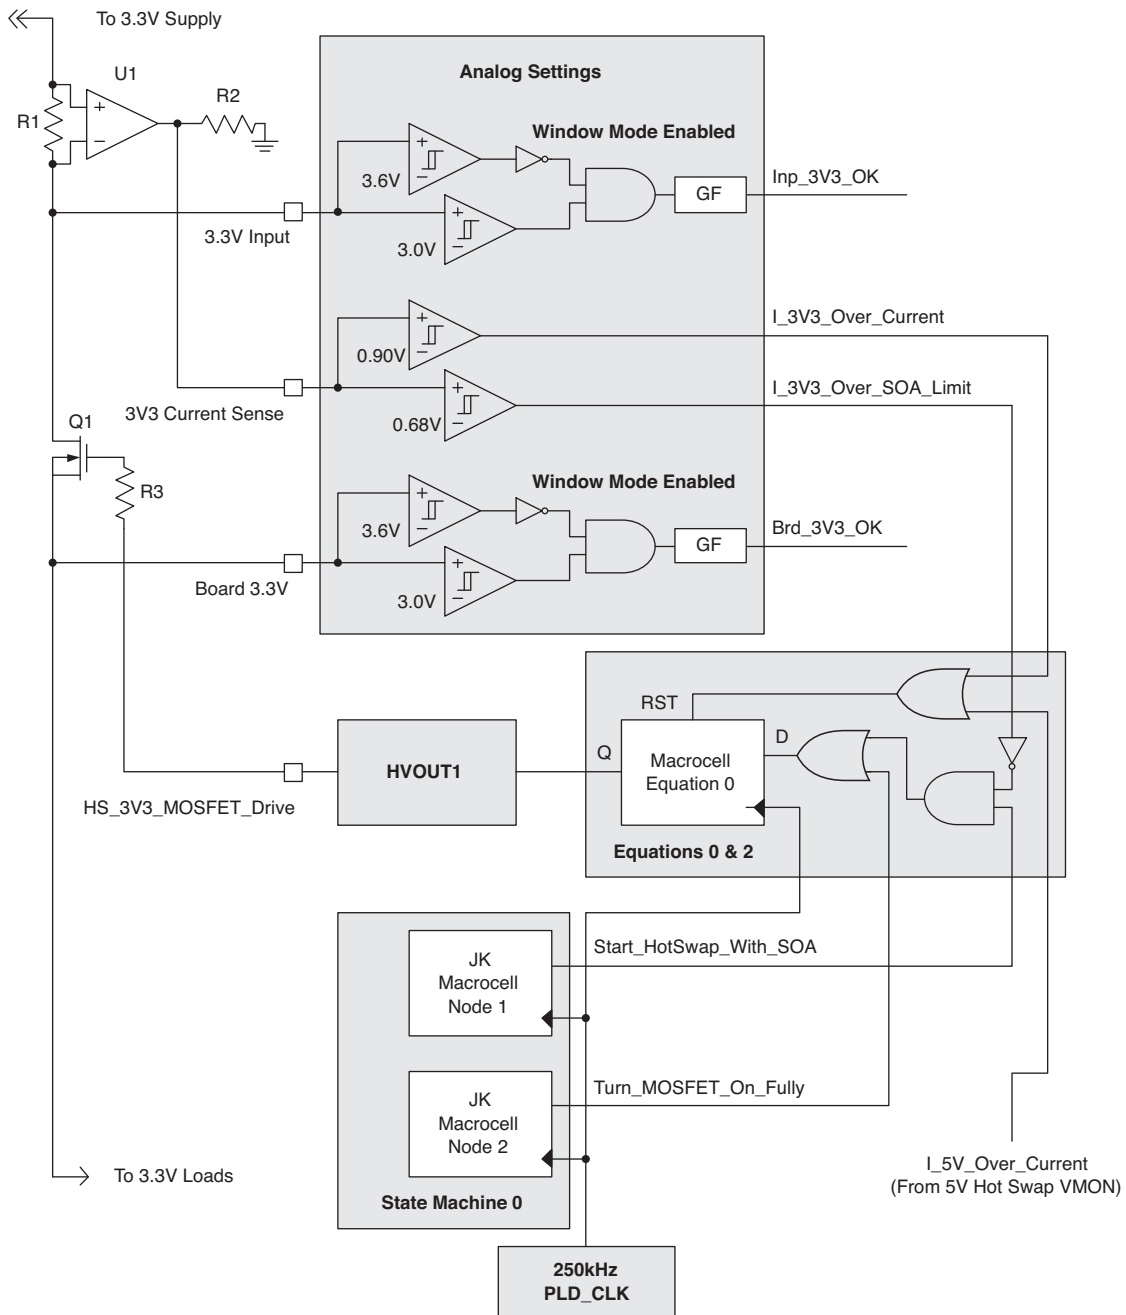 To 3.3V Supply
U1
R2
R1
+
−
Analog Settings
Window Mode Enabled
+
−
3.6V
+
−
3.0V
GF
Inp_3V3_OK
3.3V Input
+
−
0.90V
I_3V3_Over_Current
+
−
0.68V
I_3V3_Over_SOA_Limit
3V3 Current Sense
Q1
R3
Window Mode Enabled
+
−
3.6V
+
−
3.0V
GF
Brd_3V3_OK
Board 3.3V
RST
Q
D
Macrocell
Equation 0
HVOUT1
HS_3V3_MOSFET_Drive
Equations 0 & 2
JK
Macrocell
Node 1
Start_HotSwap_With_SOA
JK
Macrocell
Node 2
Turn_MOSFET_On_Fully
State Machine 0
To 3.3V Loads
I_5V_Over_Current
(From 5V Hot Swap VMON)
250kHz
PLD_CLK